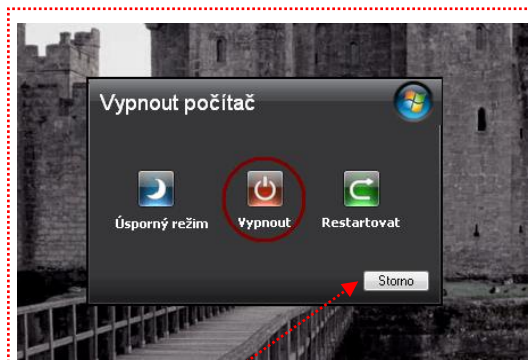 Vypnout počítač
Úsporný režim
Vypnout
Restartovat
Storno